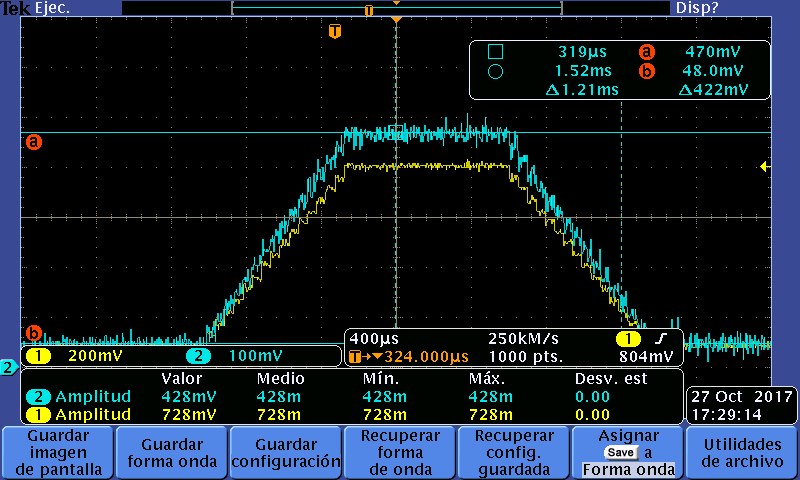 Tek Ejec. Disp?
T
T
319µs a 470mV
1.52ms b 48.0mV
Δ1.21ms Δ422mV
a
b
1 200mV 2 100mV
400µs 250kM/s 1
T→▼324.000µs 1000 pts. 804mV
2
Valor Medio Mín. Máx. Desv. est
2 Amplitud 428mV 428m 428m 428m 0.00
1 Amplitud 728mV 728m 728m 728m 0.00
27 Oct 2017
17:29:14
Guardar imagen de pantalla
Guardar forma onda
Guardar configuración
Recuperar forma de onda
Recuperar config. guardada
Asignar Save a Forma onda
Utilidades de archivo